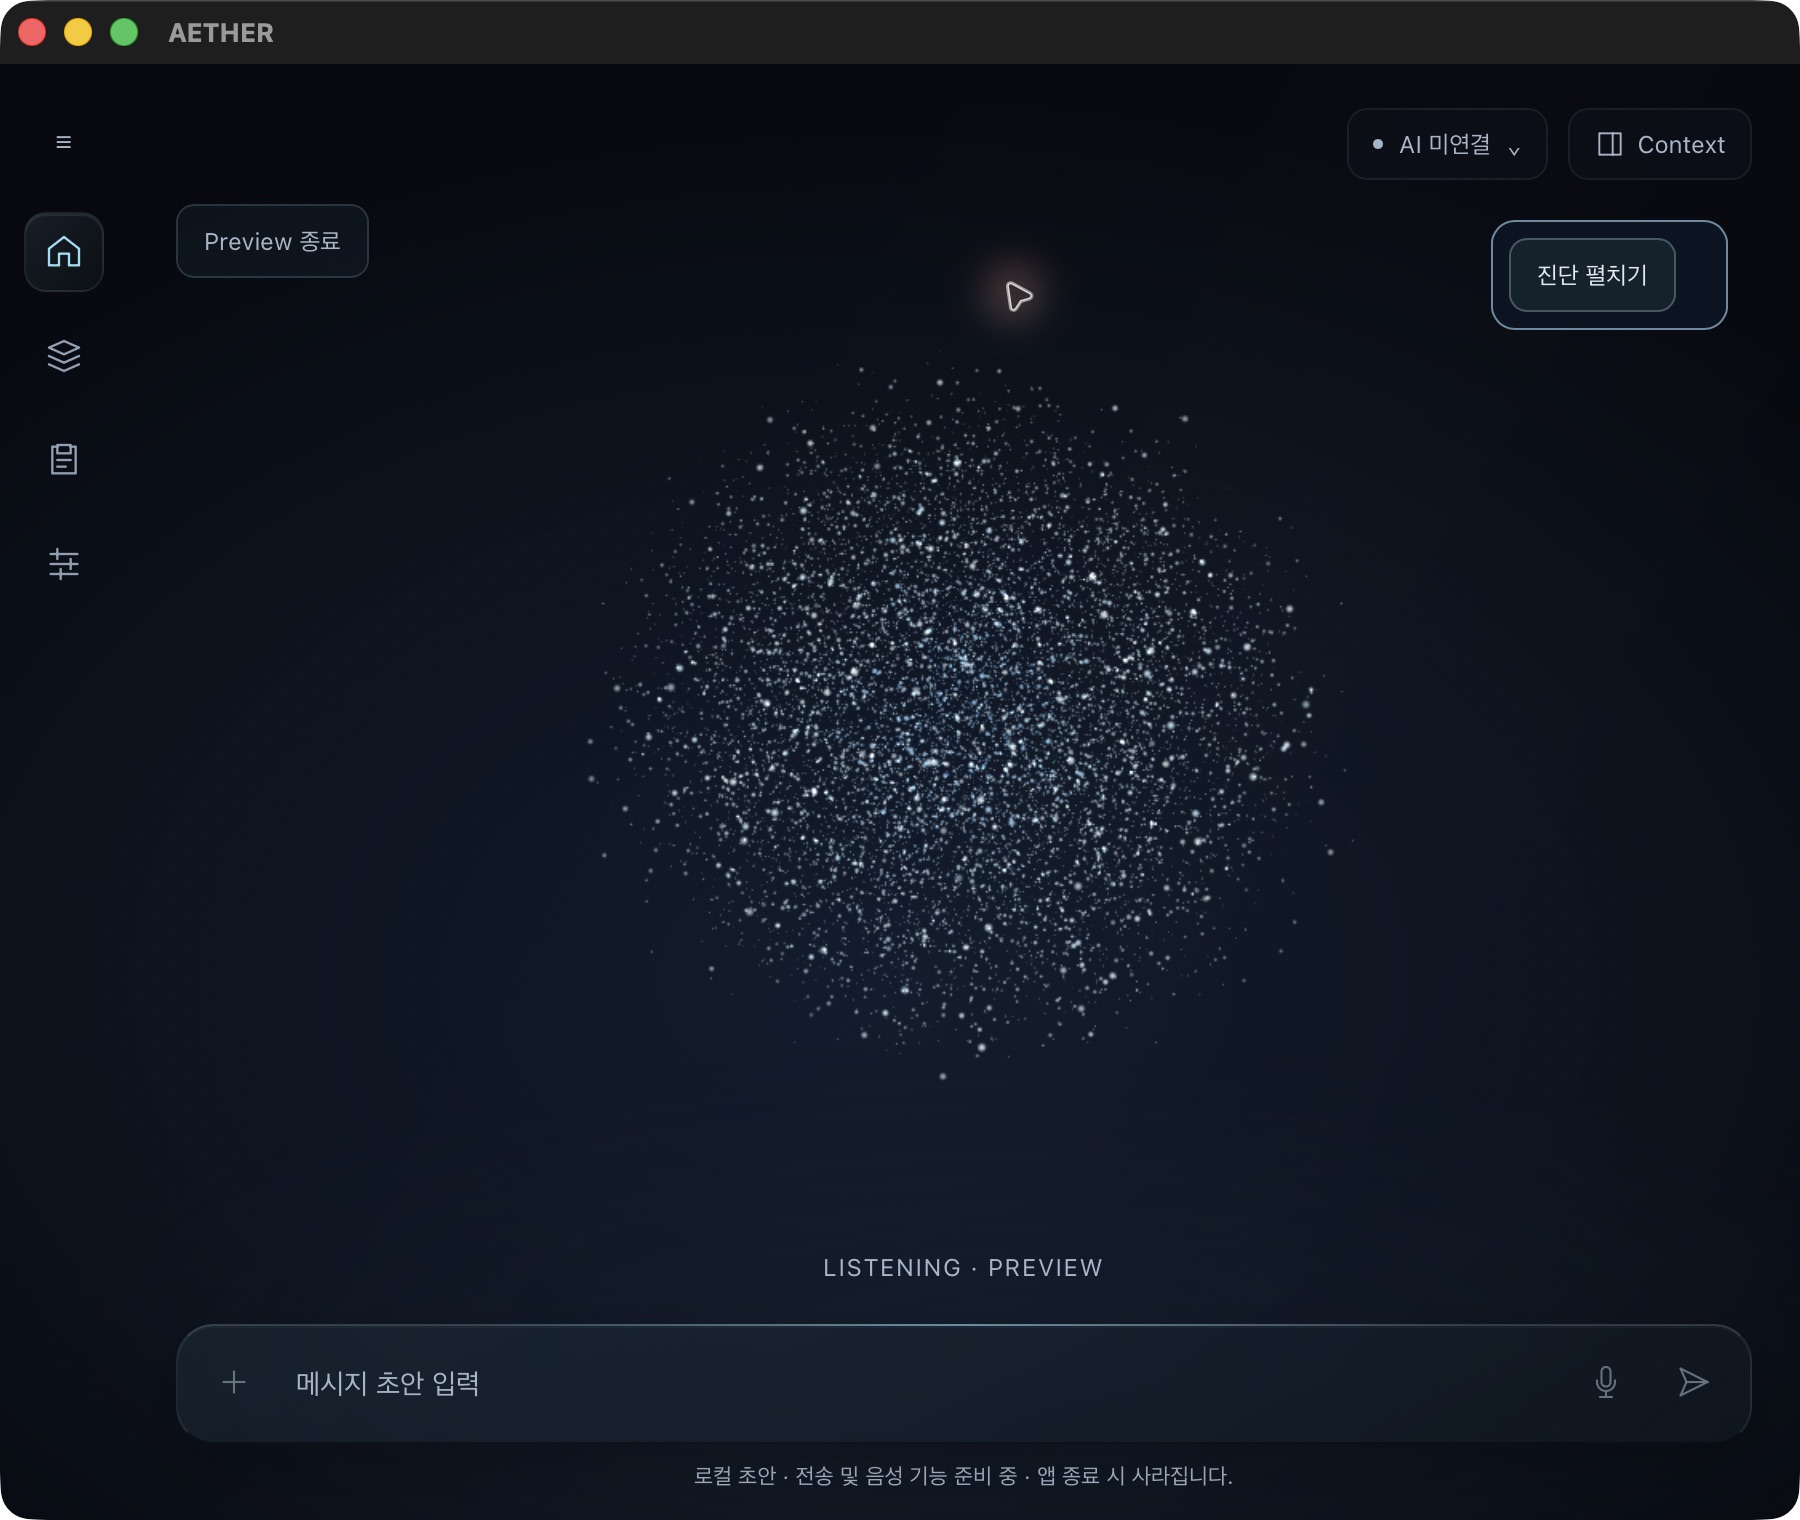 AETHER
AI 미연결
Context
Preview 종료
진단 펼치기
LISTENING · PREVIEW
메시지 초안 입력
로컬 초안 · 전송 및 음성 기능 준비 중 · 앱 종료 시 사라집니다.